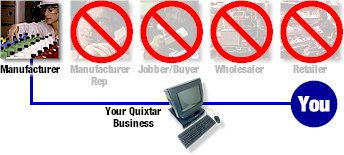 Manufacturer
Manufacturer
Rep
Jobber/Buyer
Wholesaler
Retailer
Your Quixtar
Business
You